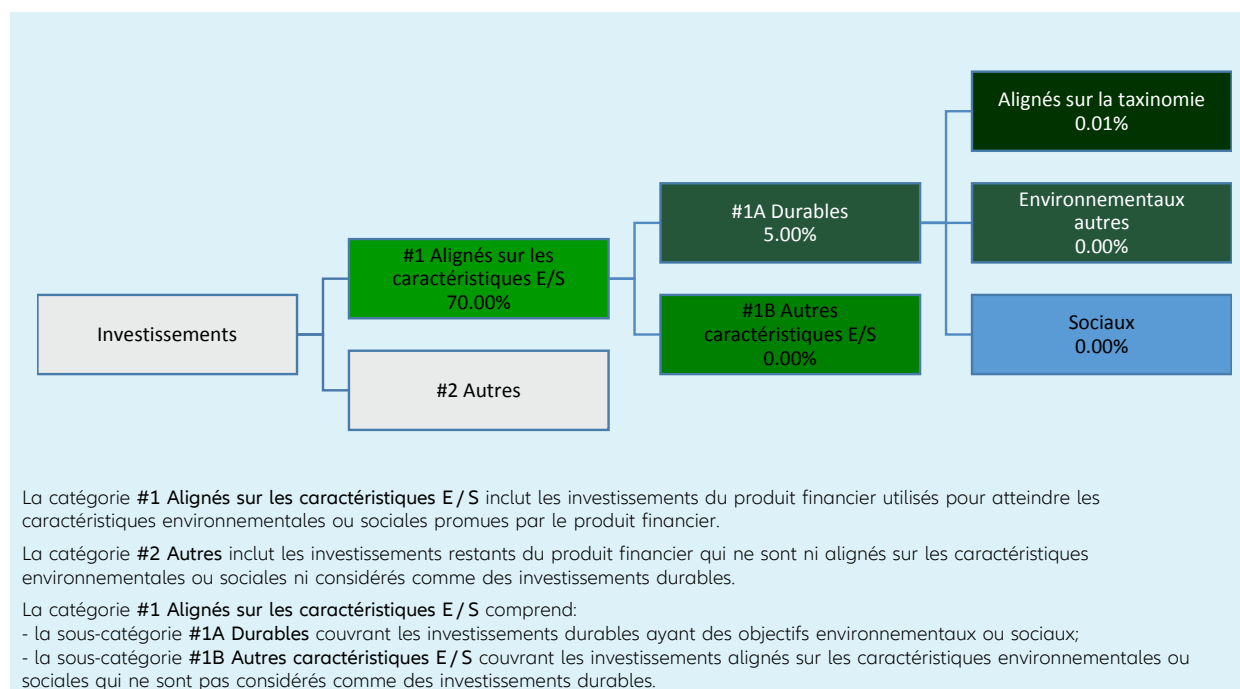 Alignés sur la taxinomie
0.01%
#1A Durables
5.00%
Environnementaux
autres
0.00%
#1 Alignés sur les
caractéristiques E/S
70.00%
Investissements
#1B Autres
caractéristiques E/S
0.00%
Sociaux
0.00%
#2 Autres
La catégorie #1 Alignés sur les caractéristiques E / S inclut les investissements du produit financier utilisés pour atteindre les
caractéristiques environnementales ou sociales promues par le produit financier.
La catégorie #2 Autres inclut les investissements restants du produit financier qui ne sont ni alignés sur les caractéristiques
environnementales ou sociales ni considérés comme des investissements durables.
La catégorie #1 Alignés sur les caractéristiques E / S comprend:
- la sous-catégorie #1A Durables couvrant les investissements durables ayant des objectifs environnementaux ou sociaux;
- la sous-catégorie #1B Autres caractéristiques E / S couvrant les investissements alignés sur les caractéristiques environnementales ou
sociales qui ne sont pas considérés comme des investissements durables.